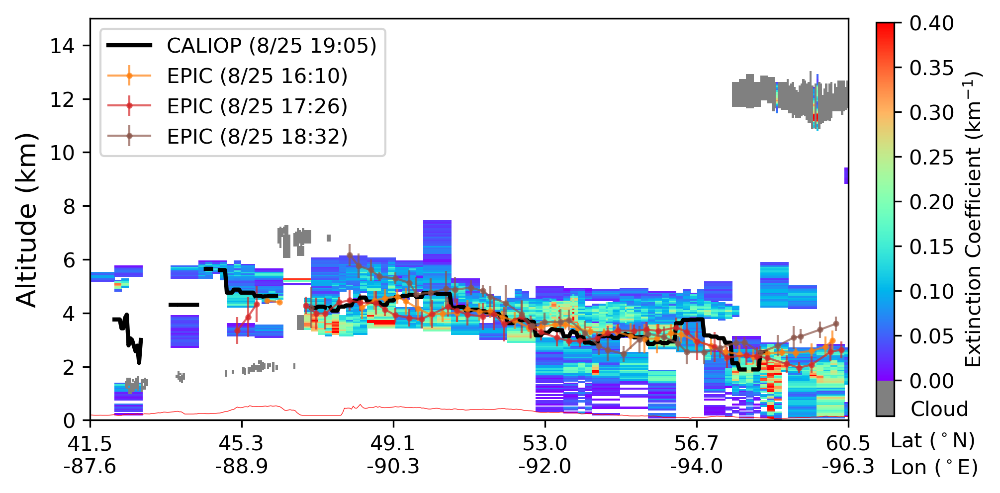 CALIOP (8/25 19:05)
EPIC (8/25 16:10)
EPIC (8/25 17:26)
EPIC (8/25 18:32)
Altitude (km)
14
12
10
8
6
4
2
0
41.5 45.3 49.1 53.0 56.7 60.5 Lat (°N)
-87.6 -88.9 -90.3 -92.0 -94.0 -96.3 Lon (°E)
0.40
0.35
0.30
0.25
0.20
0.15
0.10
0.05
0.00
Cloud
Extinction Coefficient (km⁻¹)